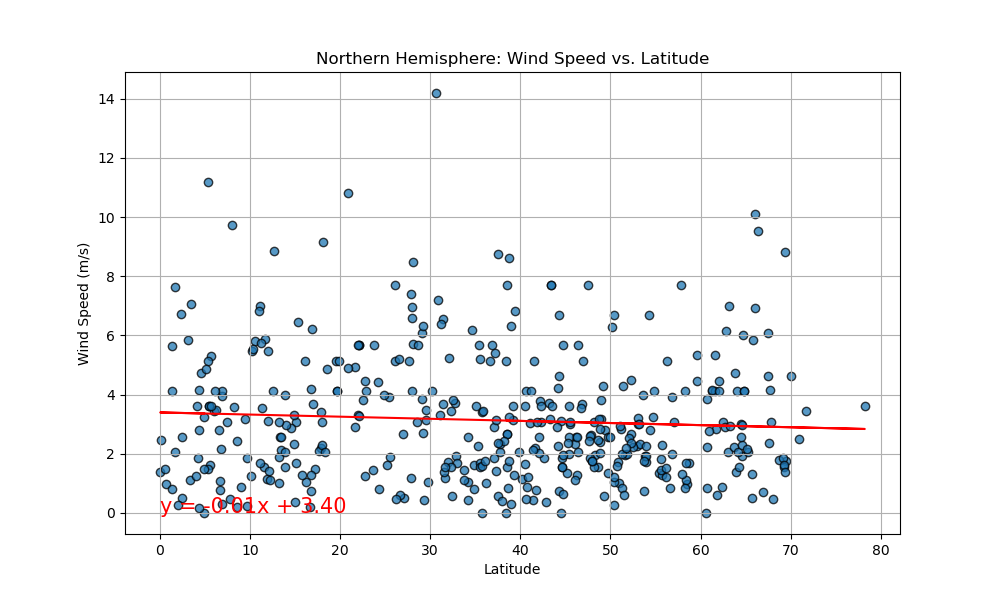 Northern Hemisphere: Wind Speed vs. Latitude
Wind Speed (m/s)
14
12
10
8
6
4
2
0
y = -0.01x + 3.40
0 10 20 30 40 50 60 70 80
Latitude